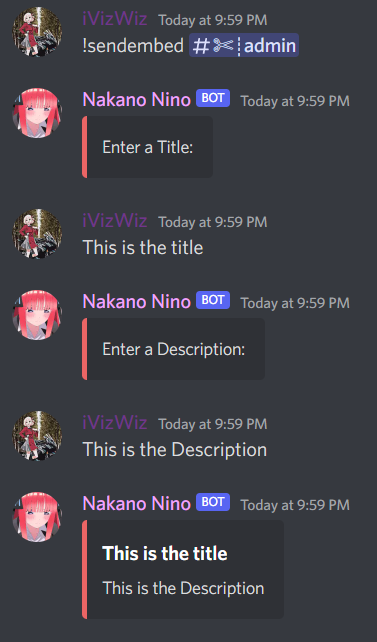 iVizWiz Today at 9:59 PM
!sendembed #✄┊admin
Nakano Nino BOT Today at 9:59 PM
Enter a Title:
iVizWiz Today at 9:59 PM
This is the title
Nakano Nino BOT Today at 9:59 PM
Enter a Description:
iVizWiz Today at 9:59 PM
This is the Description
Nakano Nino BOT Today at 9:59 PM
This is the title
This is the Description